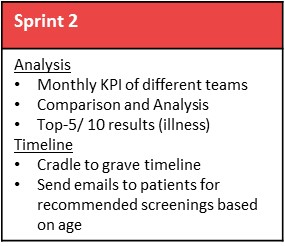 Sprint 2
Analysis
• Monthly KPI of different teams
• Comparison and Analysis
• Top-5/ 10 results (illness)
Timeline
• Cradle to grave timeline
• Send emails to patients for
recommended screenings based
on age